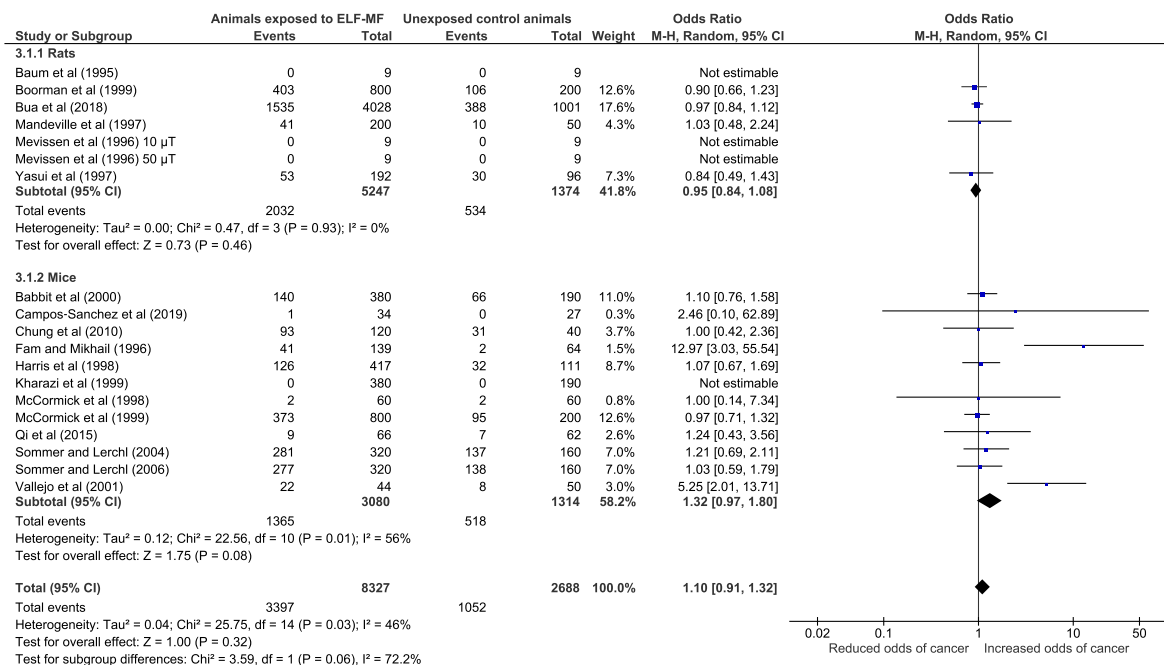 Animals exposed to ELF-MF Unexposed control animals Odds Ratio Odds Ratio
Study or Subgroup Events Total Events Total Weight M-H, Random, 95% CI M-H, Random, 95% CI
3.1.1 Rats
Baum et al (1995) 0 9 0 9 Not estimable
Boorman et al (1999) 403 800 106 200 12.6% 0.90 [0.66, 1.23]
Bua et al (2018) 1535 4028 388 1001 17.6% 0.97 [0.84, 1.12]
Mandeville et al (1997) 41 200 10 50 4.3% 1.03 [0.48, 2.24]
Mevissen et al (1996) 10 µT 0 9 0 9 Not estimable
Mevissen et al (1996) 50 µT 0 9 0 9 Not estimable
Yasui et al (1997) 53 192 30 96 7.3% 0.84 [0.49, 1.43]
Subtotal (95% CI) 5247 1374 41.8% 0.95 [0.84, 1.08]
Total events 2032 534
Heterogeneity: Tau² = 0.00; Chi² = 0.47, df = 3 (P = 0.93); I² = 0%
Test for overall effect: Z = 0.73 (P = 0.46)
3.1.2 Mice
Babbit et al (2000) 140 380 66 190 11.0% 1.10 [0.76, 1.58]
Campos-Sanchez et al (2019) 1 34 0 27 0.3% 2.46 [0.10, 62.89]
Chung et al (2010) 93 120 31 40 3.7% 1.00 [0.42, 2.36]
Fam and Mikhail (1996) 41 139 2 64 1.5% 12.97 [3.03, 55.54]
Harris et al (1998) 126 417 32 111 8.7% 1.07 [0.67, 1.69]
Kharazi et al (1999) 0 380 0 190 Not estimable
McCormick et al (1998) 2 60 2 60 0.8% 1.00 [0.14, 7.34]
McCormick et al (1999) 373 800 95 200 12.6% 0.97 [0.71, 1.32]
Qi et al (2015) 9 66 7 62 2.6% 1.24 [0.43, 3.56]
Sommer and Lerchl (2004) 281 320 137 160 7.0% 1.21 [0.69, 2.11]
Sommer and Lerchl (2006) 277 320 138 160 7.0% 1.03 [0.59, 1.79]
Vallejo et al (2001) 22 44 8 50 3.0% 5.25 [2.01, 13.71]
Subtotal (95% CI) 3080 1314 58.2% 1.32 [0.97, 1.80]
Total events 1365 518
Heterogeneity: Tau² = 0.12; Chi² = 22.56, df = 10 (P = 0.01); I² = 56%
Test for overall effect: Z = 1.75 (P = 0.08)
Total (95% CI) 8327 2688 100.0% 1.10 [0.91, 1.32]
Total events 3397 1052
Heterogeneity: Tau² = 0.04; Chi² = 25.75, df = 14 (P = 0.03); I² = 46%
Test for overall effect: Z = 1.00 (P = 0.32)
Test for subgroup differences: Chi² = 3.59, df = 1 (P = 0.06), I² = 72.2%
0.02 0.1 1 10 50
Reduced odds of cancer Increased odds of cancer